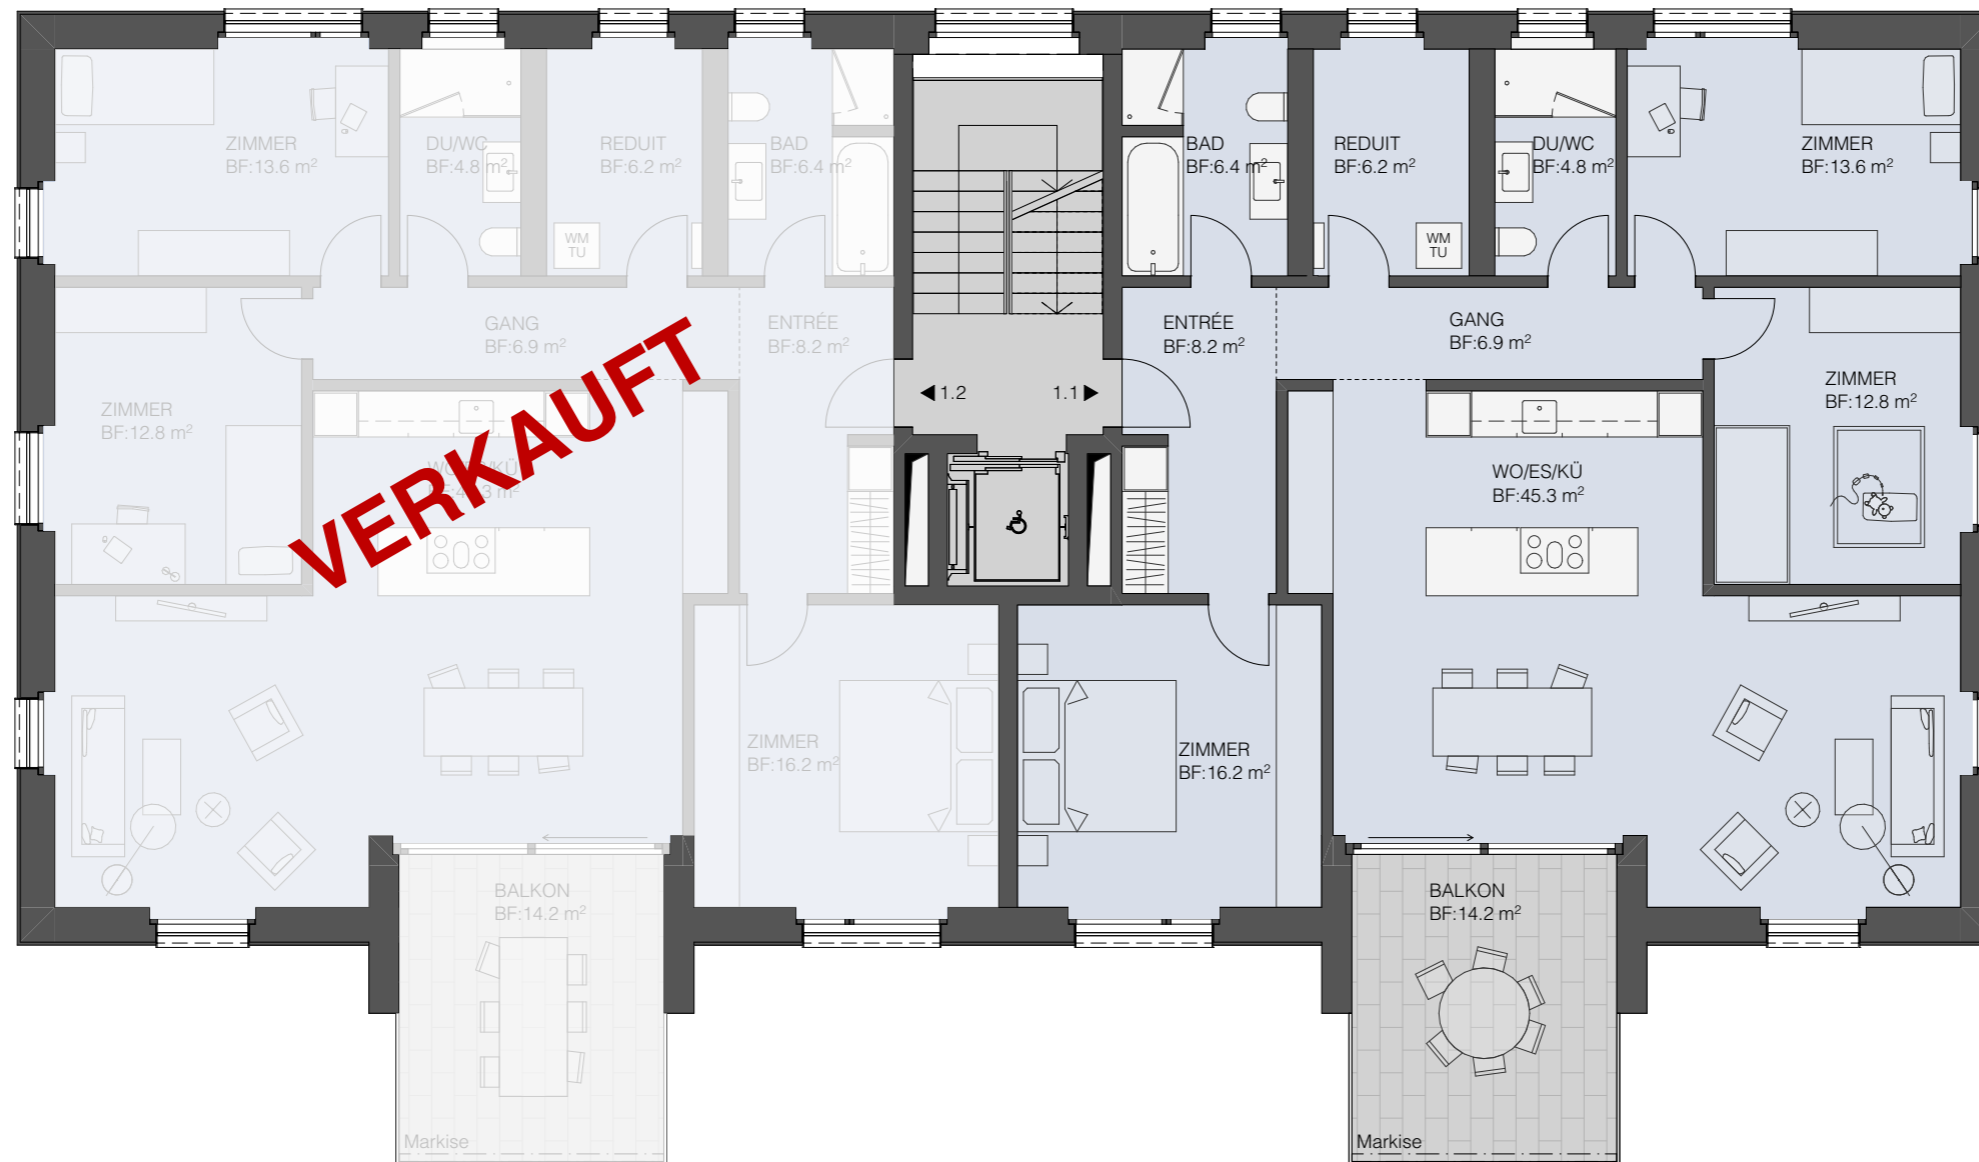 ZIMMER
BF:13.6 m²
DU/WC
BF:4.8 m²
REDUIT
BF:6.2 m²
BAD
BF:6.4 m²
WM
TU
GANG
BF:6.9 m²
ENTRÉE
BF:8.2 m²
ZIMMER
BF:12.8 m²
WO/ES/KÜ
VERKAUFT
ZIMMER
BF:16.2 m²
BALKON
BF:14.2 m²
Markise
1.2
1.1
BAD
BF:6.4 m²
REDUIT
BF:6.2 m²
DU/WC
BF:4.8 m²
ZIMMER
BF:13.6 m²
WM
TU
ENTRÉE
BF:8.2 m²
GANG
BF:6.9 m²
ZIMMER
BF:12.8 m²
WO/ES/KÜ
BF:45.3 m²
ZIMMER
BF:16.2 m²
BALKON
BF:14.2 m²
Markise